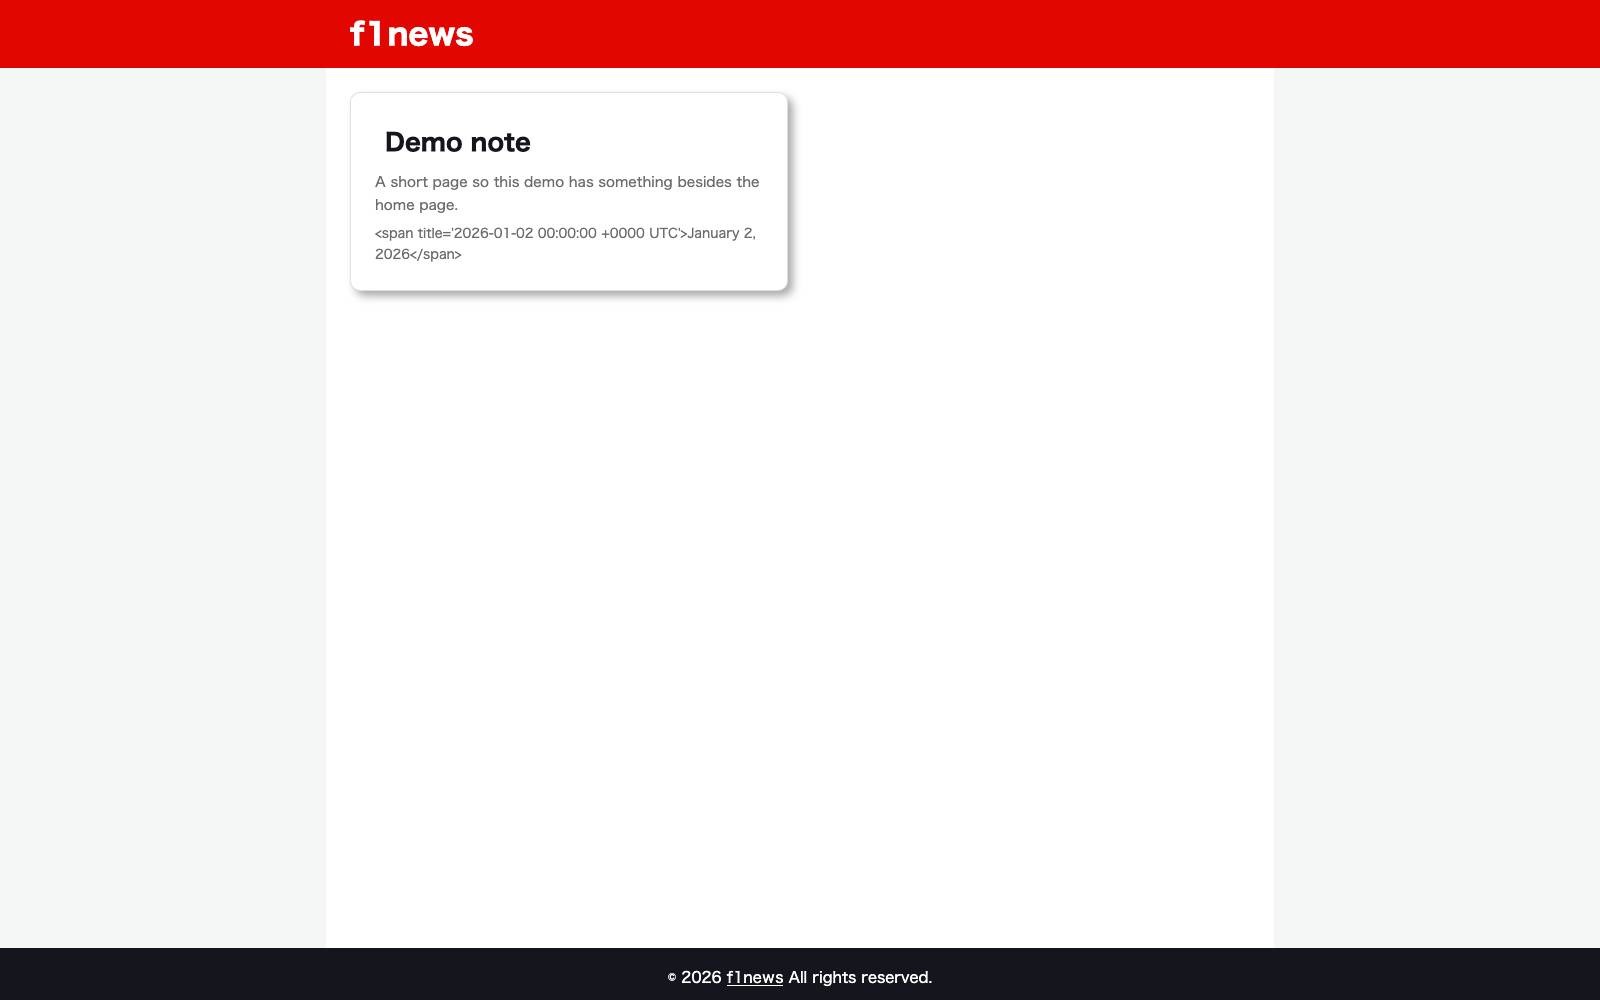 f1news
Demo note
A short page so this demo has something besides the
home page.
<span title='2026-01-02 00:00:00 +0000 UTC'>January 2,
2026</span>
© 2026 f1news All rights reserved.